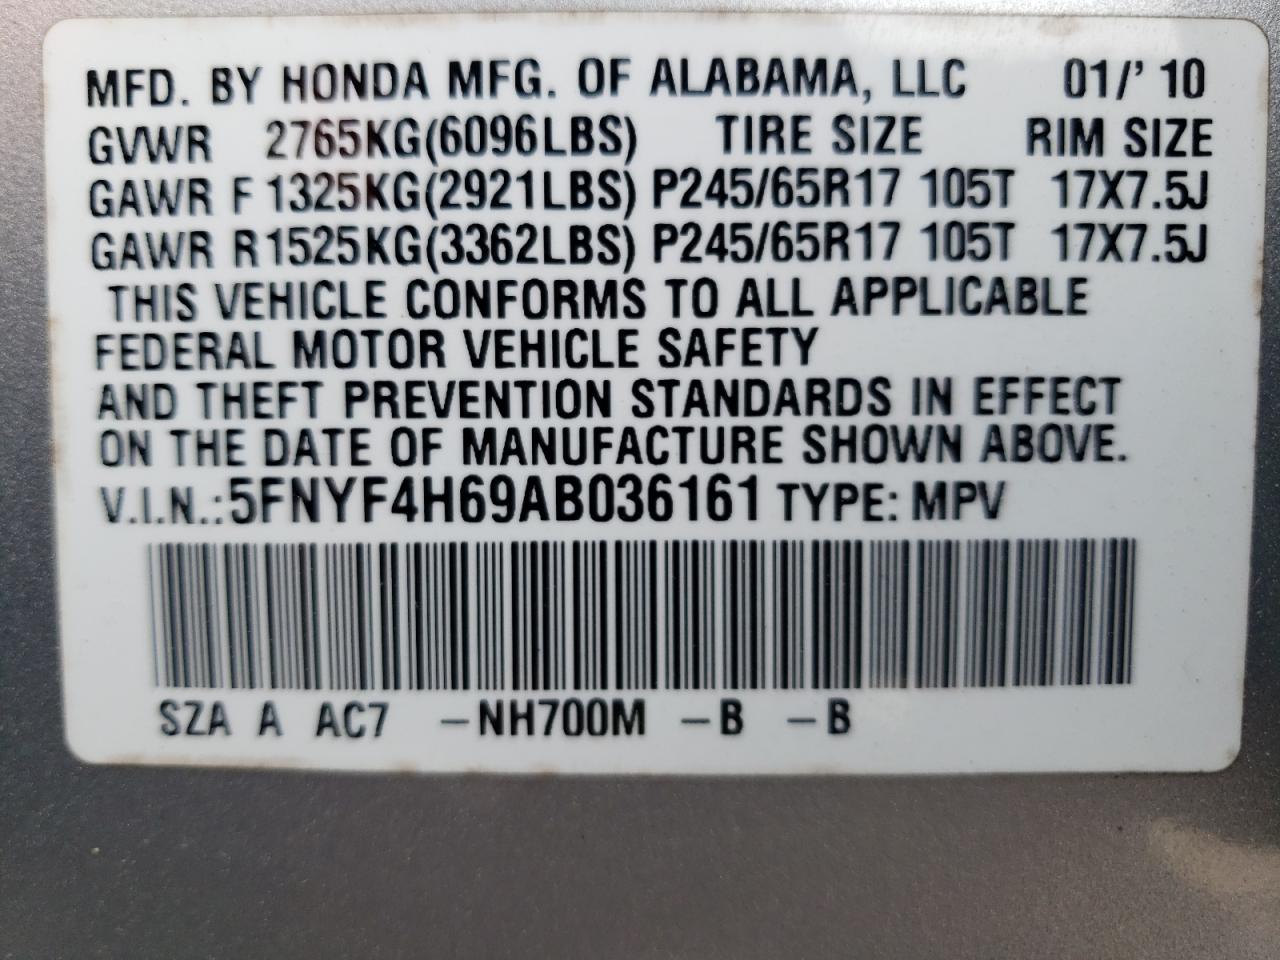 MFD. BY HONDA MFG. OF ALABAMA, LLC 01/' 10
GVWR 2765KG(6096LBS) TIRE SIZE RIM SIZE
GAWR F 1325KG(2921LBS) P245/65R17 105T 17X7.5J
GAWR R 1525KG(3362LBS) P245/65R17 105T 17X7.5J
THIS VEHICLE CONFORMS TO ALL APPLICABLE
FEDERAL MOTOR VEHICLE SAFETY
AND THEFT PREVENTION STANDARDS IN EFFECT
ON THE DATE OF MANUFACTURE SHOWN ABOVE.
V.I.N.:5FNYF4H69AB036161 TYPE: MPV
SZA A AC7 -NH700M -B -B